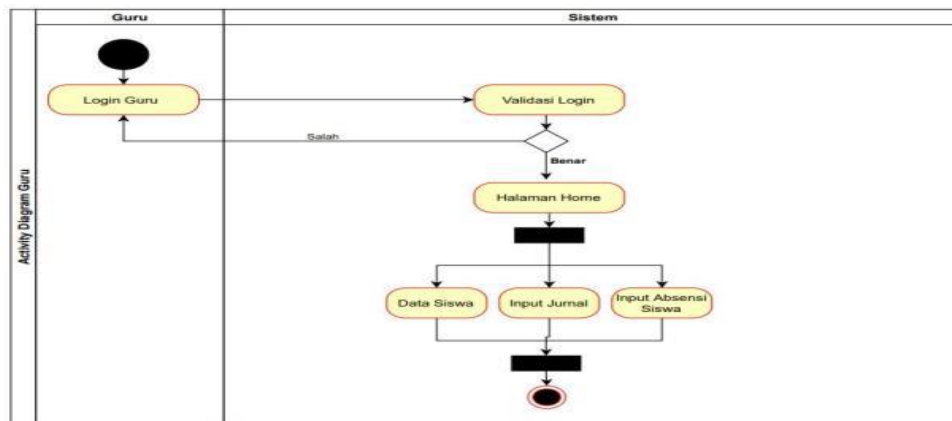 Guru
Sistem
Activity Diagram Guru
Login Guru
Validasi Login
Salah
Benar
Halaman Home
Data Siswa
Input Jurnal
Input Absensi
Siswa